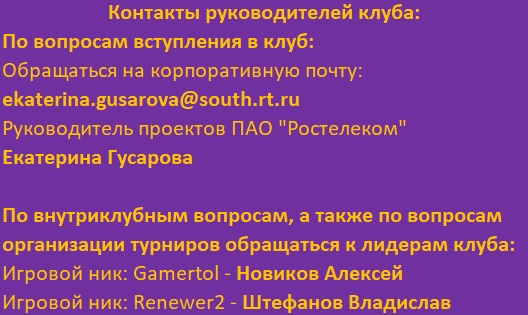 Контакты руководителей клуба:
По вопросам вступления в клуб:
Обращаться на корпоративную почту:
ekaterina.gusarova@south.rt.ru
Руководитель проектов ПАО "Ростелеком"
Екатерина Гусарова
По внутриклубным вопросам, а также по вопросам
организации турниров обращаться к лидерам клуба:
Игровой ник: Gamertol - Новиков Алексей
Игровой ник: Renewer2 - Штефанов Владислав